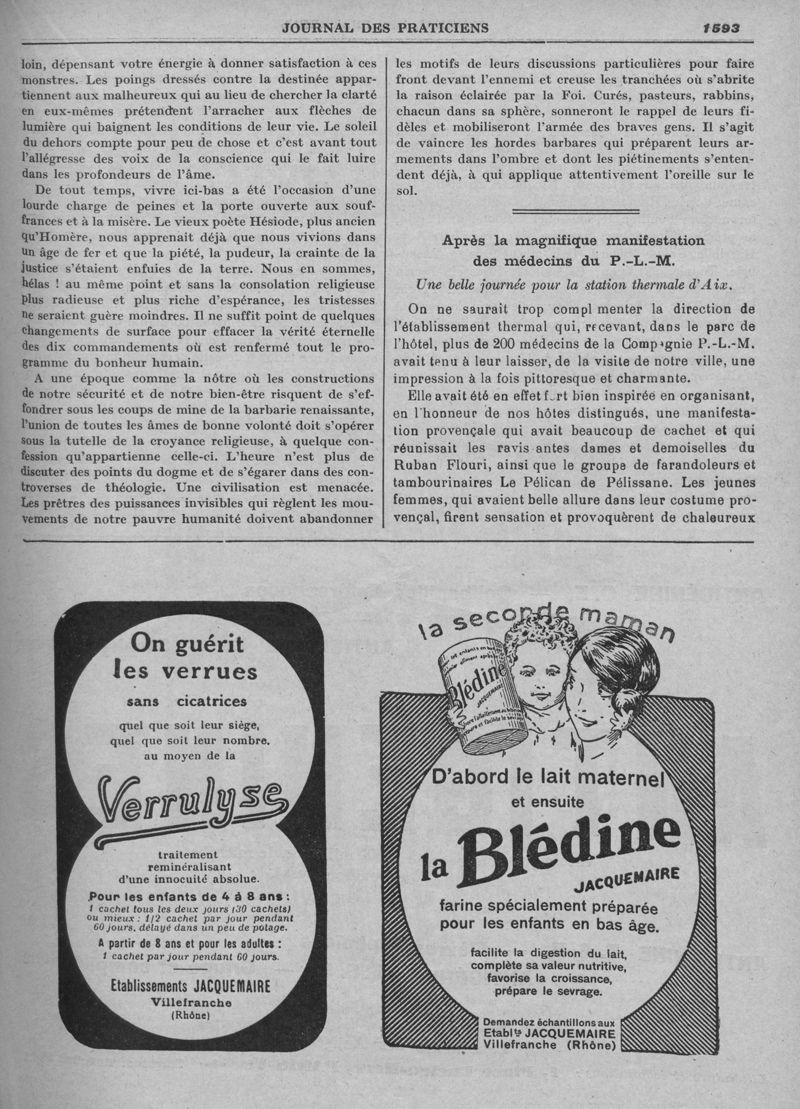 JOURNAL DES PRATICIENS
1593
loin, dépensant votre énergie à donner satisfaction à ces
monstres. Les poings dressés contre la destinée appar-
tiennent aux malheureux qui au lieu de chercher la clarté
en eux-mêmes prétendent l'arracher aux flèches de
lumière qui baignent les conditions de leur vie. Le soleil
du dehors compte pour peu de chose et c'est avant tout
l'allégresse des voix de la conscience qui le fait luire
dans les profondeurs de l'âme.
De tout temps, vivre ici-bas a été l'occasion d'une
lourde charge de peines et la porte ouverte aux souf-
frances et à la misère. Le vieux poète Hésiode, plus ancien
qu'Homère, nous apprenait déjà que nous vivions dans
un âge de fer et que la piété, la pudeur, la crainte de la
justice s'étaient enfuies de la terre. Nous en sommes,
hélas ! au même point et sans la consolation religieuse
plus radieuse et plus riche d'espérance, les tristesses
ne seraient guère moindres. Il ne suffit point de quelques
changements de surface pour effacer la vérité éternelle
des dix commandements où est renfermé tout le pro-
gramme du bonheur humain.
A une époque comme la nôtre où les constructions
de notre sécurité et de notre bien-être risquent de s'ef-
fondrer sous les coups de mine de la barbarie renaissante,
l'union de toutes les âmes de bonne volonté doit s'opérer
sous la tutelle de la croyance religieuse, à quelque con-
fession qu'appartienne celle-ci. L'heure n'est plus de
discuter des points du dogme et de s'égarer dans des con-
troverses de théologie. Une civilisation est menacée.
Les prêtres des puissances invisibles qui règlent les mou-
vements de notre pauvre humanité doivent abandonner
les motifs de leurs discussions particulières pour faire
front devant l'ennemi et creuse les tranchées où s'abrite
la raison éclairée par la Foi. Curés, pasteurs, rabbins,
chacun dans sa sphère, sonneront le rappel de leurs fi-
dèles et mobiliseront l'armée des braves gens. Il s'agit
de vaincre les hordes barbares qui préparent leurs ar-
mements dans l'ombre et dont les piétinements s'enten-
dent déjà, à qui applique attentivement l'oreille sur le
sol.
Après la magnifique manifestation
des médecins du P.-L.-M.
Une belle journée pour la station thermale d'Aix.
On ne saurait trop compl menter la direction de
l'établissement thermal qui, recevant, dans le parc de
l'hôtel, plus de 200 médecins de la Comp gnie P.-L.-M.
avait tenu à leur laisser, de la visite de notre ville, une
impression à la fois pittoresque et charmante.
Elle avait été en effet f rt bien inspirée en organisant,
en l'honneur de nos hôtes distingués, une manifesta-
tion provençale qui avait beaucoup de cachet et qui
réunissait les ravis antes dames et demoiselles du
Ruban Flouri, ainsi que le groupe de farandoleurs et
tambourinaires Le Pélican de Pélissane. Les jeunes
femmes, qui avaient belle allure dans leur costume pro-
vençal, firent sensation et provoquèrent de chaleureux
On guérit
les verrues
sans cicatrices
quel que soit leur siège,
quel que soit leur nombre.
au moyen de la
Verrulyse
traitement
reminéralisant
d'une innocuité absolue.
Pour les enfants de 4 à 8 ans :
1 cachet tous les deux jours (30 cachets)
ou mieux : 1/2 cachet par jour pendant
60 jours, délayé dans un peu de potage.
A partir de 8 ans et pour les adultes :
1 cachet par jour pendant 60 jours.
Etablissements JACQUEMAIRE
Villefranche
(Rhône)
la seconde maman
Blédine
JACQUEMAIRE
D'abord le lait maternel
et ensuite
la Blédine
JACQUEMAIRE
farine spécialement préparée
pour les enfants en bas âge.
facilite la digestion du lait,
complète sa valeur nutritive,
favorise la croissance,
prépare le sevrage.
Demandez échantillons aux
Etabl.ts JACQUEMAIRE
Villefranche (Rhône)